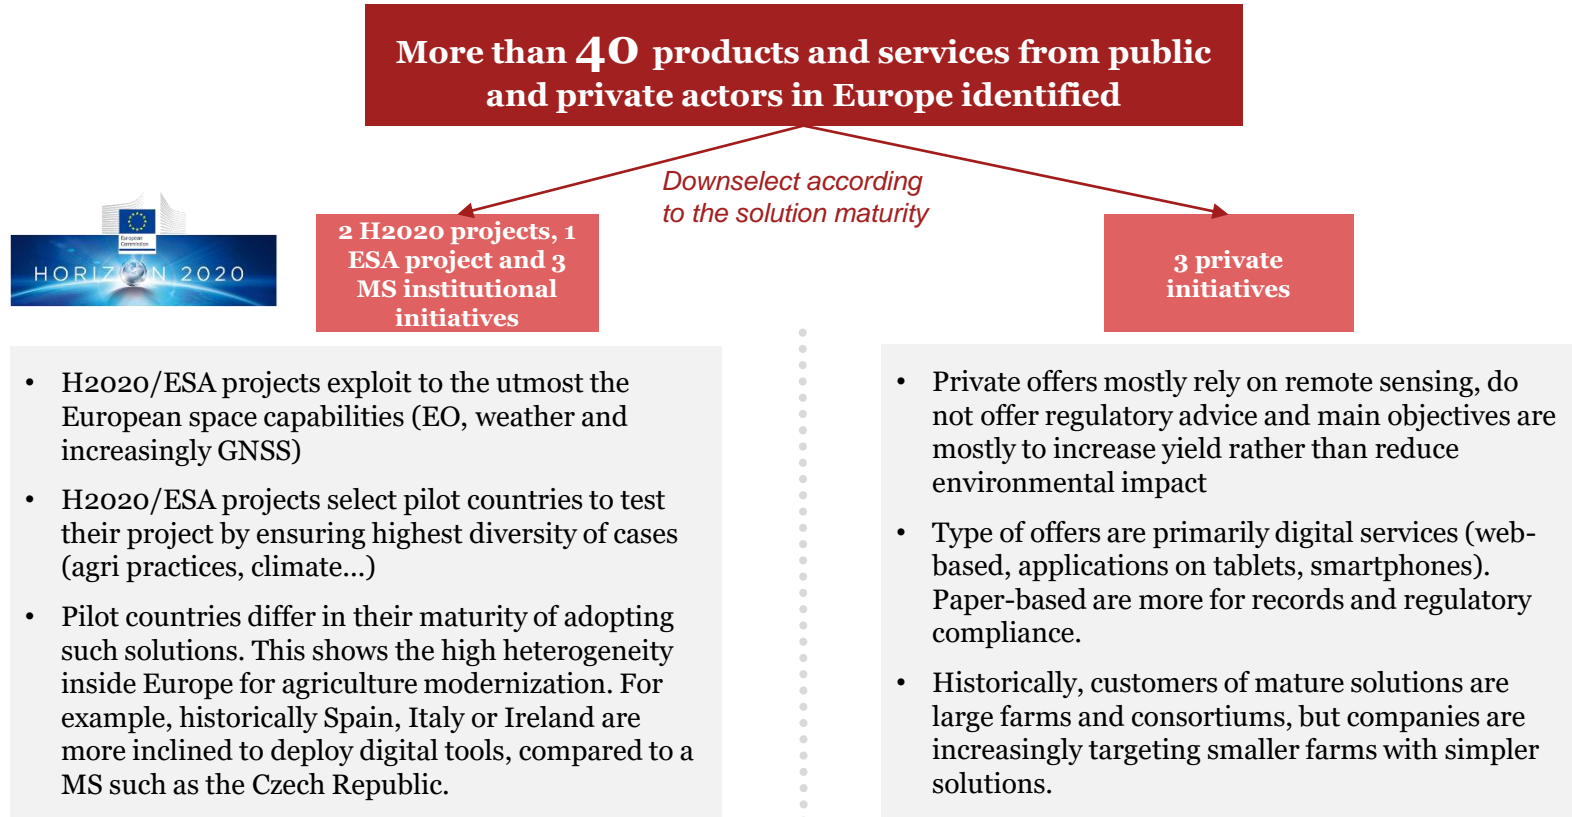 More than 40 products and services from public
and private actors in Europe identified
Downselect according
to the solution maturity
European
Commission
HORIZON 2020
2 H2020 projects, 1
ESA project and 3
MS institutional
initiatives
3 private
initiatives
• H2020/ESA projects exploit to the utmost the
European space capabilities (EO, weather and
increasingly GNSS)
• H2020/ESA projects select pilot countries to test
their project by ensuring highest diversity of cases
(agri practices, climate...)
• Pilot countries differ in their maturity of adopting
such solutions. This shows the high heterogeneity
inside Europe for agriculture modernization. For
example, historically Spain, Italy or Ireland are
more inclined to deploy digital tools, compared to a
MS such as the Czech Republic.
• Private offers mostly rely on remote sensing, do
not offer regulatory advice and main objectives are
mostly to increase yield rather than reduce
environmental impact
• Type of offers are primarily digital services (web-
based, applications on tablets, smartphones).
Paper-based are more for records and regulatory
compliance.
• Historically, customers of mature solutions are
large farms and consortiums, but companies are
increasingly targeting smaller farms with simpler
solutions.